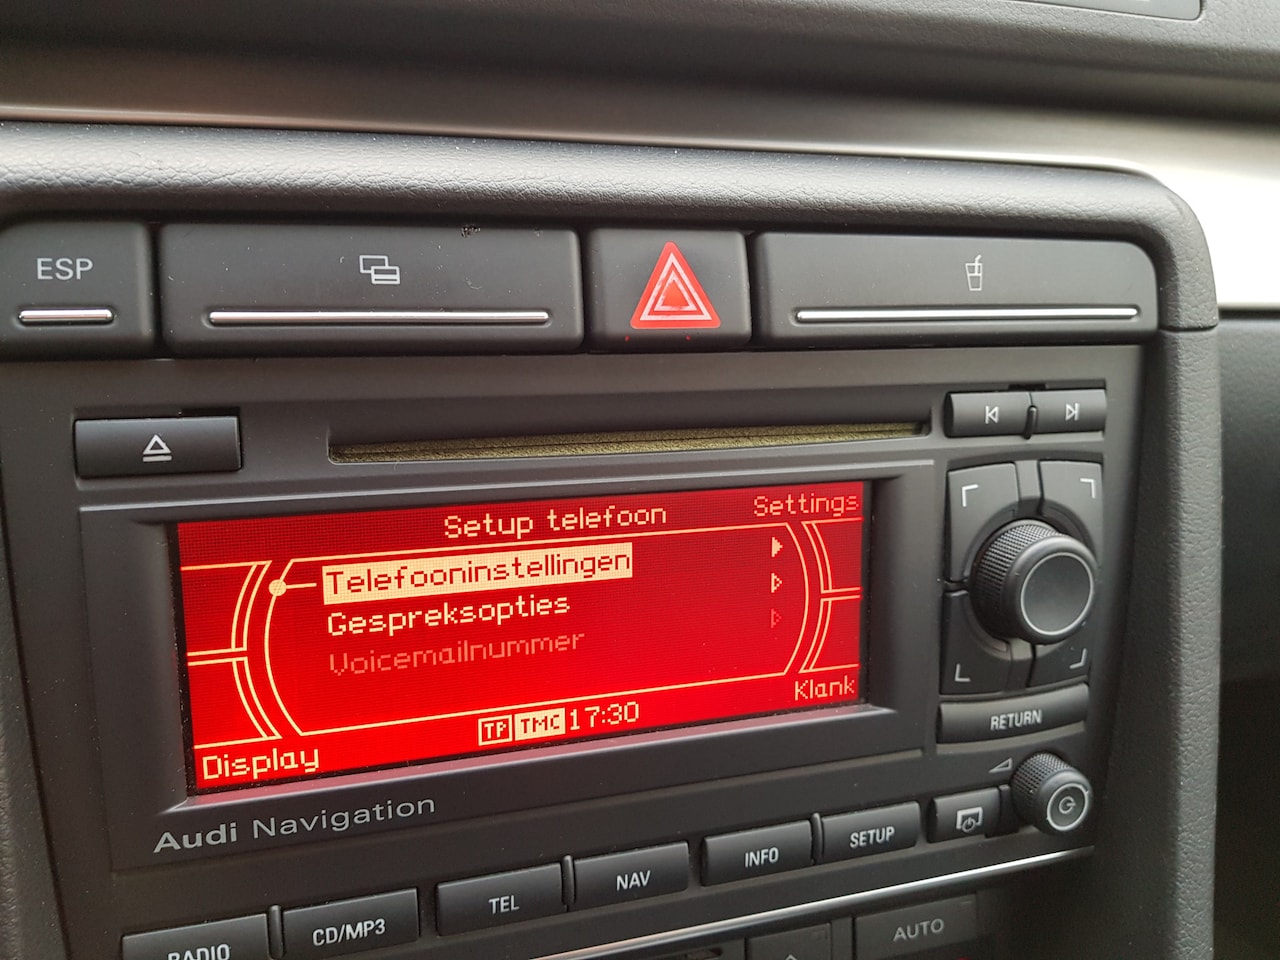 ESP
Setup telefoon
Settings
Telefooninstellingen
Gespreksopties
Voicemailnummer
Klank
TP TMC 17:30
Display
RETURN
Audi Navigation
RADIO
CD/MP3
TEL
NAV
INFO
SETUP
AUTO